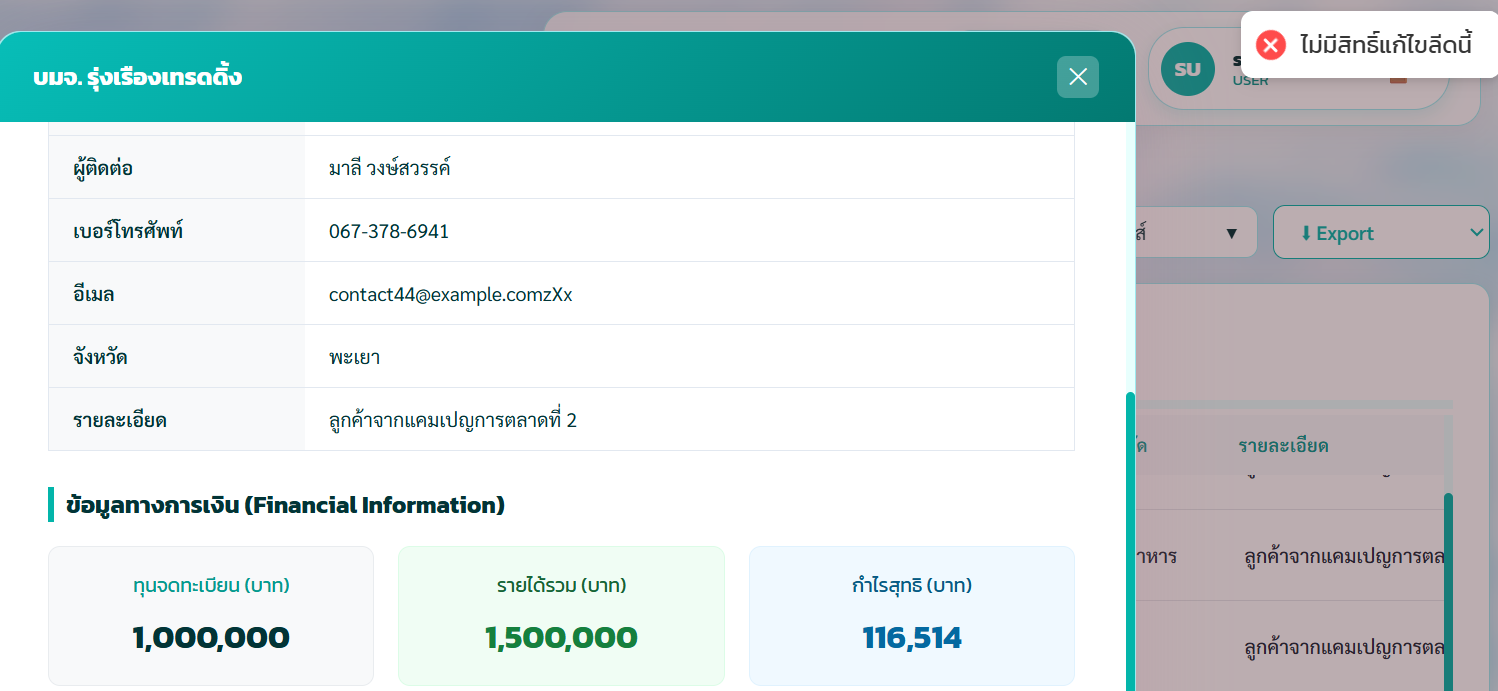 บมจ. รุ่งเรืองเทรดดิ้ง
SU
USER
ไม่มีสิทธิ์แก้ไขลีดนี้
ผู้ติดต่อ มาลี วงษ์สวรรค์
เบอร์โทรศัพท์ 067-378-6941
อีเมล contact44@example.comzXx
จังหวัด พะเยา
รายละเอียด ลูกค้าจากแคมเปญการตลาดที่ 2
ข้อมูลทางการเงิน (Financial Information)
ทุนจดทะเบียน (บาท)
1,000,000
รายได้รวม (บาท)
1,500,000
กำไรสุทธิ (บาท)
116,514
⬇ Export
รายละเอียด
าหาร ลูกค้าจากแคมเปญการตล
ลูกค้าจากแคมเปญการตล